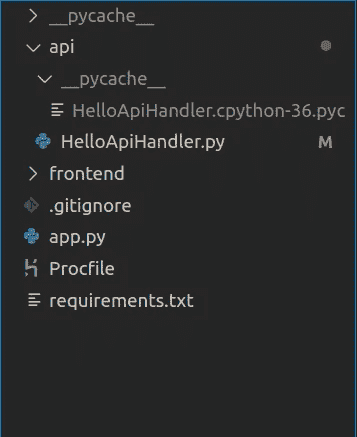 __pycache__
api
__pycache__
HelloApiHandler.cpython-36.pyc
HelloApiHandler.py M
frontend
.gitignore
app.py
Procfile
requirements.txt